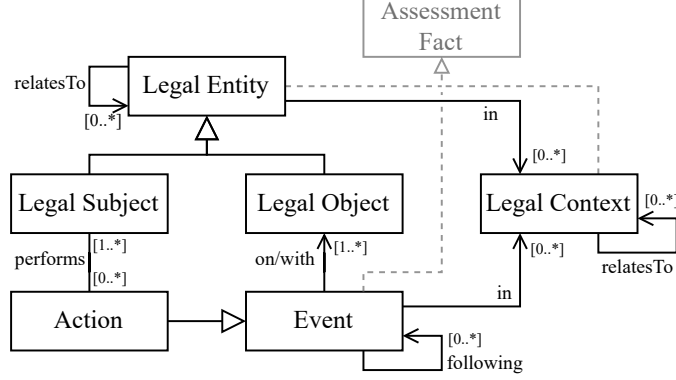 Assessment
Fact
relatesTo
Legal Entity
[0..*]
in
[0..*]
Legal Subject
Legal Object
Legal Context
[0..*]
performs
[1..*]
on/with
[1..*]
[0..*]
relatesTo
[0..*]
in
Action
Event
[0..*]
following